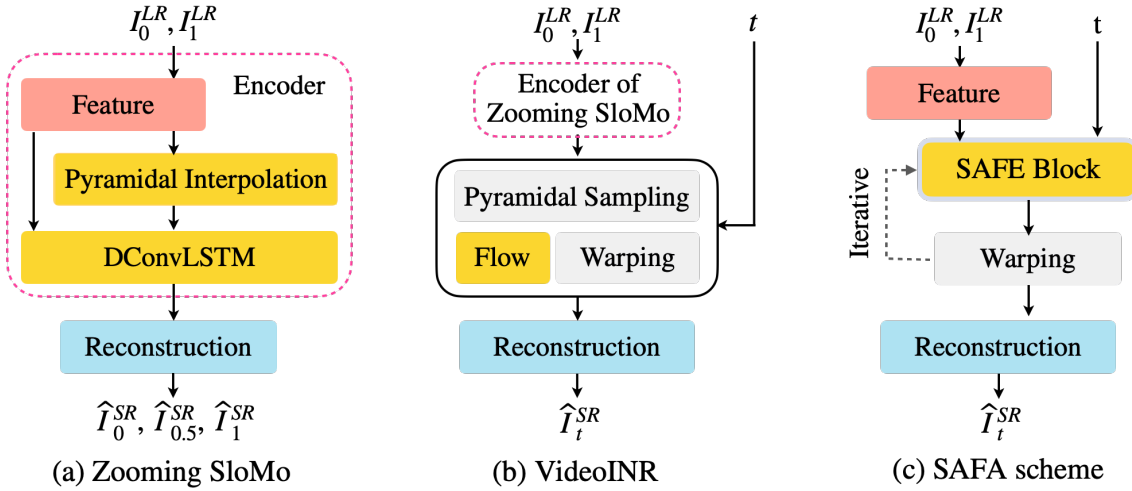 I_0^{LR}, I_1^{LR}
Encoder
Feature
Pyramidal Interpolation
DConvLSTM
Reconstruction
Î_0^{SR}, Î_{0.5}^{SR}, Î_1^{SR}
(a) Zooming SloMo
I_0^{LR}, I_1^{LR}
t
Encoder of
Zooming SloMo
Pyramidal Sampling
Flow
Warping
Reconstruction
Î_t^{SR}
(b) VideoINR
I_0^{LR}, I_1^{LR}
t
Feature
SAFE Block
Iterative
Warping
Reconstruction
Î_t^{SR}
(c) SAFA scheme